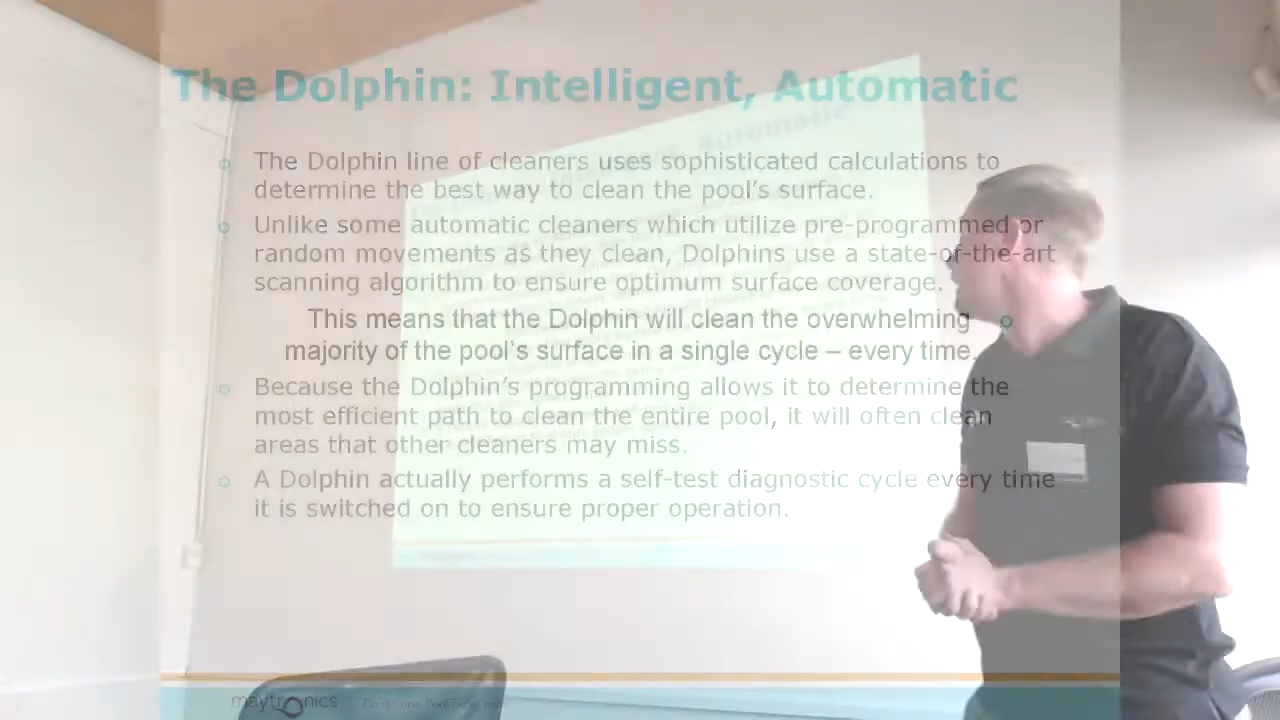 The Dolphin: Intelligent, Automatic
The Dolphin line of cleaners uses sophisticated calculations to
determine the best way to clean the pool's surface.
Unlike some automatic cleaners which utilize pre-programmed or
random movements as they clean, Dolphins use a state-of-the-art
scanning algorithm to ensure optimum surface coverage.
This means that the Dolphin will clean the overwhelming
majority of the pool's surface in a single cycle – every time.
Because the Dolphin's programming allows it to determine the
most efficient path to clean the entire pool, it will often clean
areas that other cleaners may miss.
A Dolphin actually performs a self-test diagnostic cycle every time
it is switched on to ensure proper operation.
maytronics
Exceptional Pool Experience